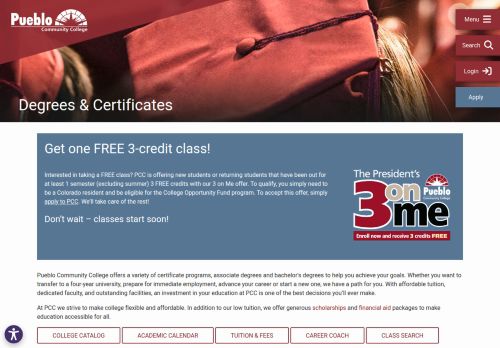 Pueblo
Community College
Menu
Search
Login
Apply
Degrees & Certificates
Get one FREE 3-credit class!
Interested in taking a FREE class? PCC is offering new students or returning students that have been out for
at least 1 semester (excluding summer) 3 FREE credits with our 3 on Me offer. To qualify, you simply need to
be a Colorado resident and be eligible for the College Opportunity Fund program. To accept this offer, simply
apply to PCC. We'll take care of the rest!
Don't wait – classes start soon!
The President's
3 on me
Pueblo
Community College
Enroll now and receive 3 credits FREE
Pueblo Community College offers a variety of certificate programs, associate degrees and bachelor's degrees to help you achieve your goals. Whether you want to
transfer to a four-year university, prepare for immediate employment, advance your career or start a new one, we have a path for you. With affordable tuition,
dedicated faculty, and outstanding facilities, an investment in your education at PCC is one of the best decisions you'll ever make.
At PCC we strive to make college flexible and affordable. In addition to our low tuition, we offer generous scholarships and financial aid packages to make
education accessible for all.
COLLEGE CATALOG
ACADEMIC CALENDAR
TUITION & FEES
CAREER COACH
CLASS SEARCH